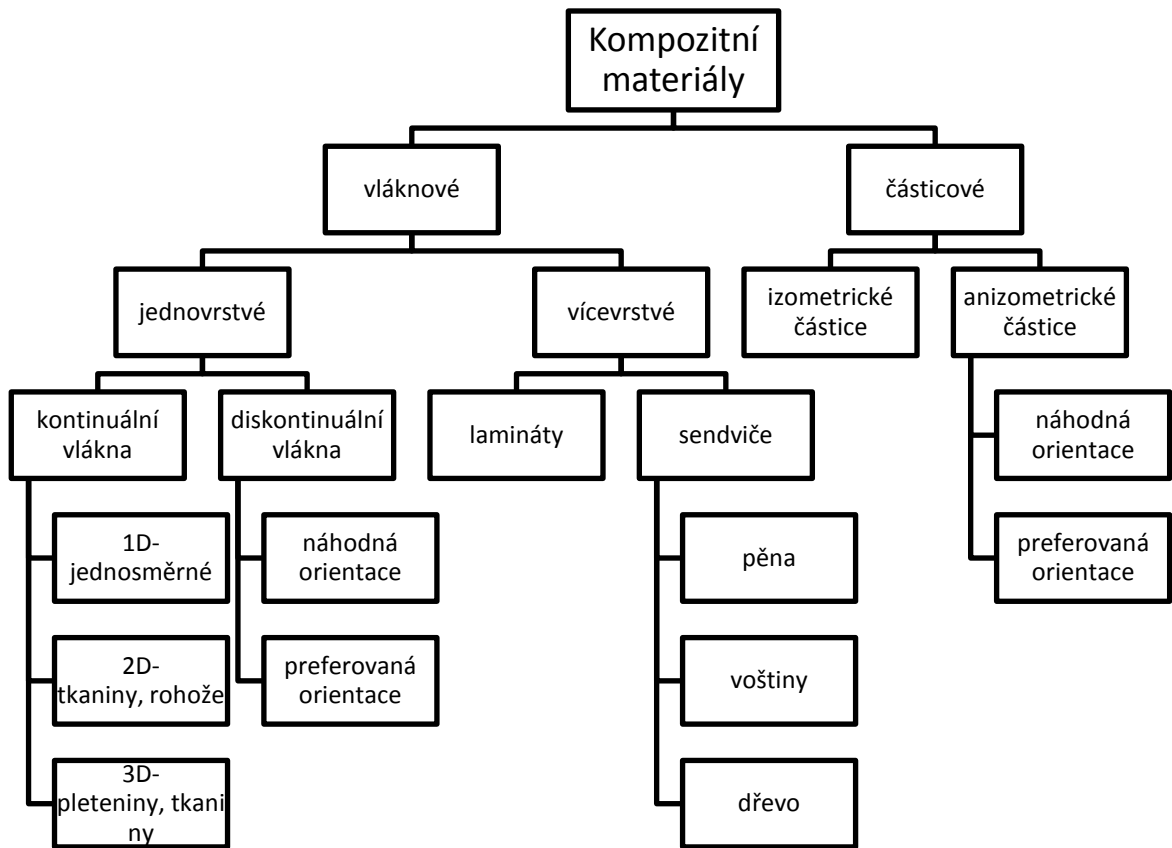 Kompozitní
materiály
vláknové
částicové
jednovrstvé
vícevrstvé
izometrické
částice
anizometrické
částice
kontinuální
vlákna
diskontinuální
vlákna
lamináty
sendviče
náhodná
orientace
1D-
jednosměrné
náhodná
orientace
pěna
preferovaná
orientace
2D-
tkaniny, rohože
preferovaná
orientace
voštiny
3D-
pleteniny, tkani
ny
dřevo